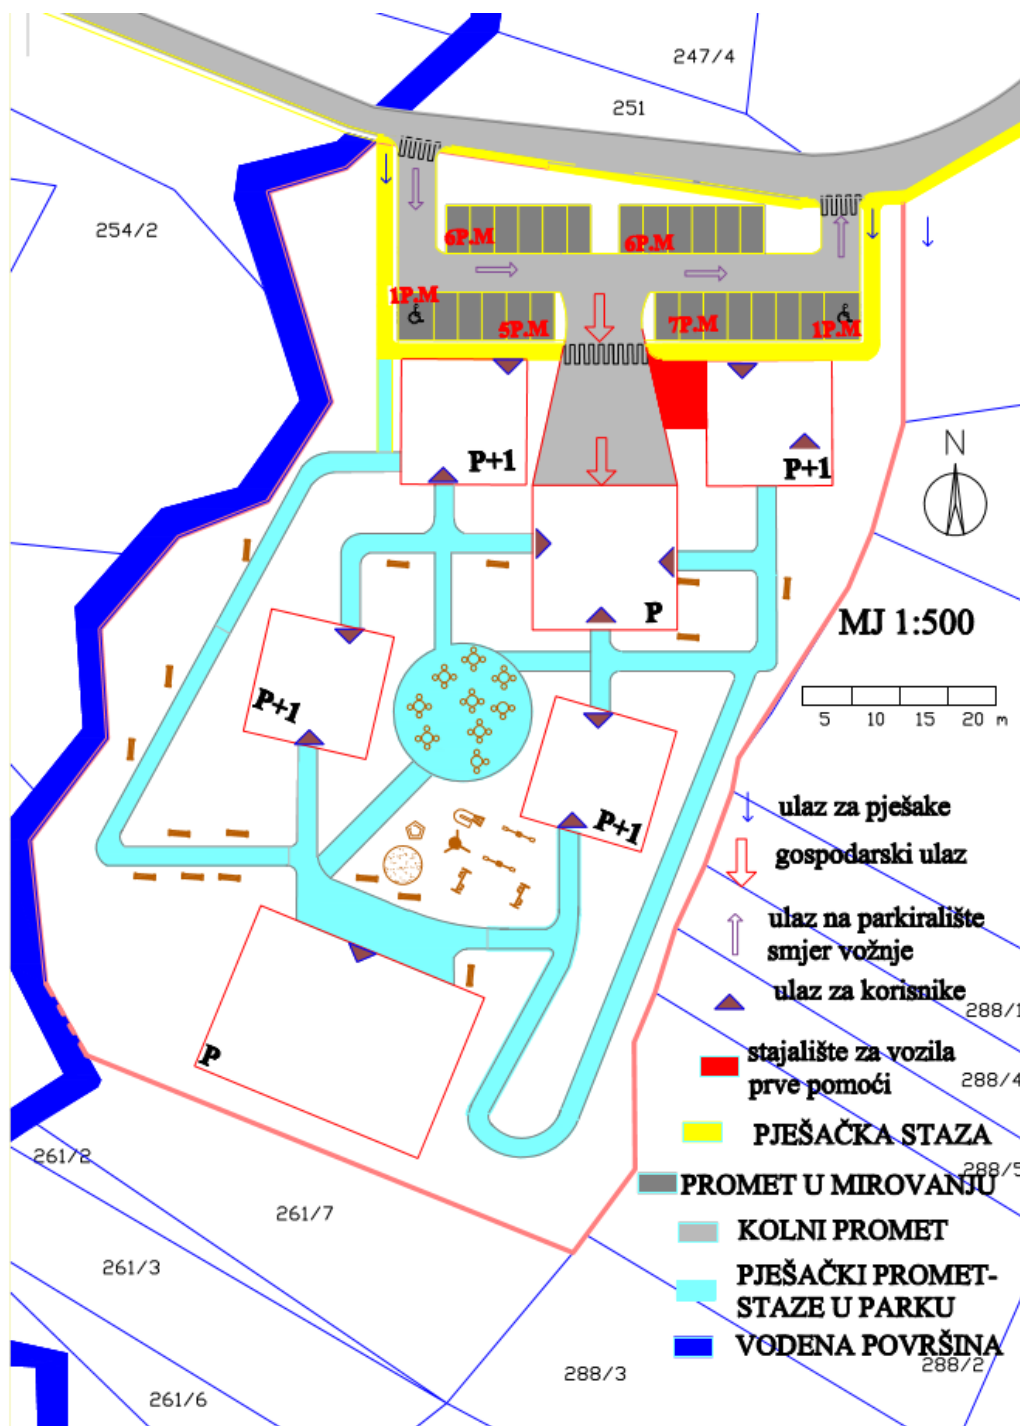 247/4
251
254/2
6P.M
6P.M
1P.M
5P.M
7P.M
1P.M
P+1
P+1
N
P
MJ 1:500
5 10 15 20 m
P+1
P+1
ulaz za pješake
gospodarski ulaz
ulaz na parkiralište
smjer vožnje
ulaz za korisnike
288/1
P
stajalište za vozila
prve pomoći
288/4
PJEŠAČKA STAZA
261/2
288/5
PROMET U MIROVANJU
261/7
KOLNI PROMET
261/3
PJEŠAČKI PROMET-
STAZE U PARKU
VODENA POVRŠINA
288/3
288/2
261/6